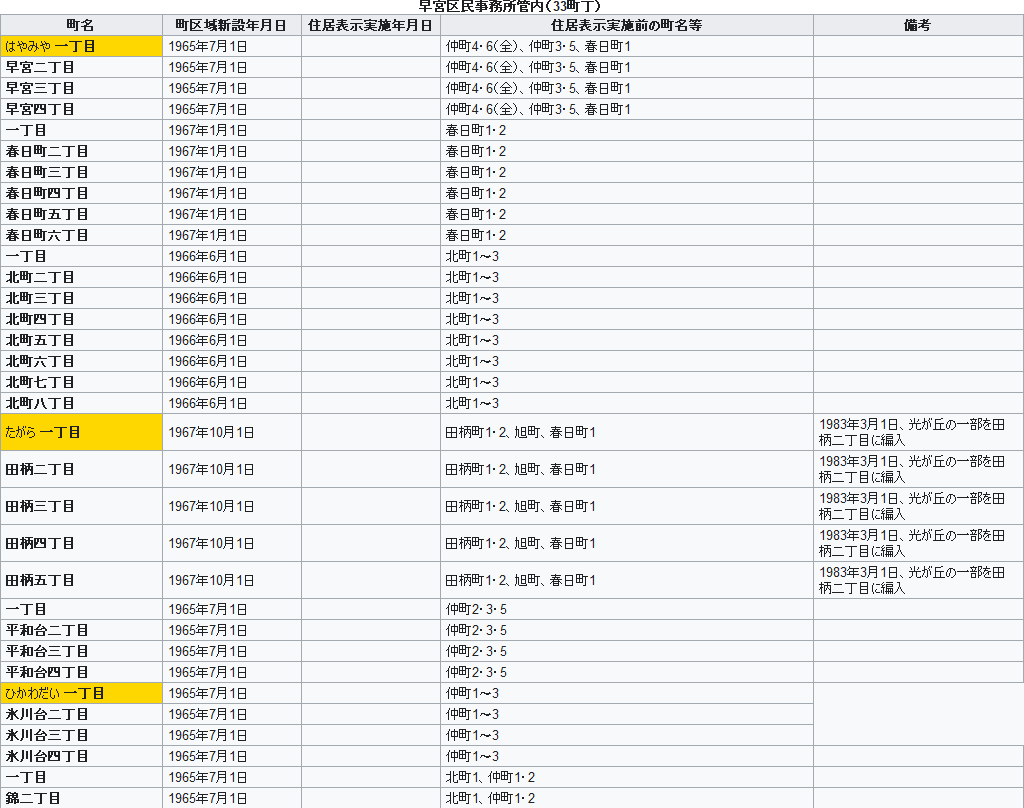 早宮区民事務所管内（33町丁）
町名 町区域新設年月日 住居表示実施年月日 住居表示実施前の町名等 備考
はやみや 一丁目 1965年7月1日 仲町4・6（全）、仲町3・5、春日町1
早宮二丁目 1965年7月1日 仲町4・6（全）、仲町3・5、春日町1
早宮三丁目 1965年7月1日 仲町4・6（全）、仲町3・5、春日町1
早宮四丁目 1965年7月1日 仲町4・6（全）、仲町3・5、春日町1
一丁目 1967年1月1日 春日町1・2
春日町二丁目 1967年1月1日 春日町1・2
春日町三丁目 1967年1月1日 春日町1・2
春日町四丁目 1967年1月1日 春日町1・2
春日町五丁目 1967年1月1日 春日町1・2
春日町六丁目 1967年1月1日 春日町1・2
一丁目 1966年6月1日 北町1～3
北町二丁目 1966年6月1日 北町1～3
北町三丁目 1966年6月1日 北町1～3
北町四丁目 1966年6月1日 北町1～3
北町五丁目 1966年6月1日 北町1～3
北町六丁目 1966年6月1日 北町1～3
北町七丁目 1966年6月1日 北町1～3
北町八丁目 1966年6月1日 北町1～3
たがら 一丁目 1967年10月1日 田柄町1・2、旭町、春日町1 1983年3月1日、光が丘の一部を田
柄二丁目に編入
田柄二丁目 1967年10月1日 田柄町1・2、旭町、春日町1 1983年3月1日、光が丘の一部を田
柄二丁目に編入
田柄三丁目 1967年10月1日 田柄町1・2、旭町、春日町1 1983年3月1日、光が丘の一部を田
柄二丁目に編入
田柄四丁目 1967年10月1日 田柄町1・2、旭町、春日町1 1983年3月1日、光が丘の一部を田
柄二丁目に編入
田柄五丁目 1967年10月1日 田柄町1・2、旭町、春日町1 1983年3月1日、光が丘の一部を田
柄二丁目に編入
一丁目 1965年7月1日 仲町2・3・5
平和台二丁目 1965年7月1日 仲町2・3・5
平和台三丁目 1965年7月1日 仲町2・3・5
平和台四丁目 1965年7月1日 仲町2・3・5
ひかわだい 一丁目 1965年7月1日 仲町1～3
氷川台二丁目 1965年7月1日 仲町1～3
氷川台三丁目 1965年7月1日 仲町1～3
氷川台四丁目 1965年7月1日 仲町1～3
一丁目 1965年7月1日 北町1、仲町1・2
錦二丁目 1965年7月1日 北町1、仲町1・2